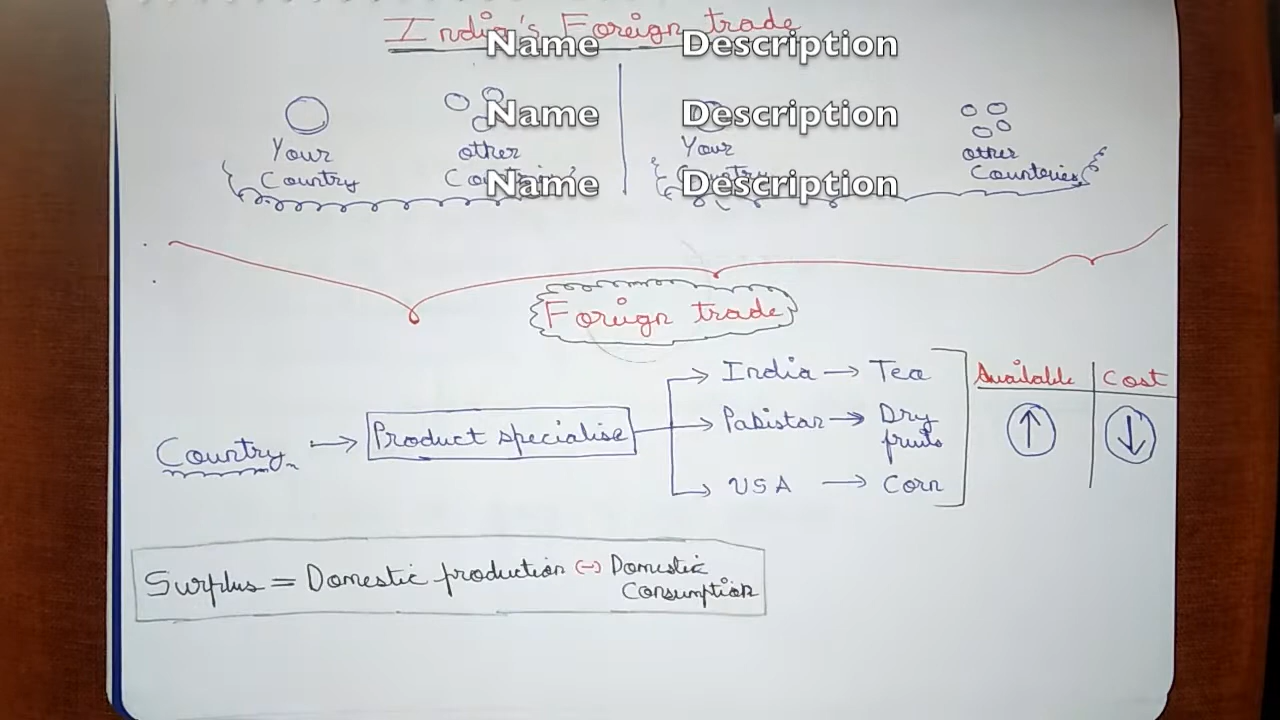 India's Foreign trade
Name Description
Name Description
Your other Your other
Country Countries
Name Description
Foreign trade
India → Tea
Available Cost
Pakistan → Dry
fruits
↑ ↓
Country → Product specialise
USA → Corn
Surplus = Domestic production (-) Domestic
Consumption